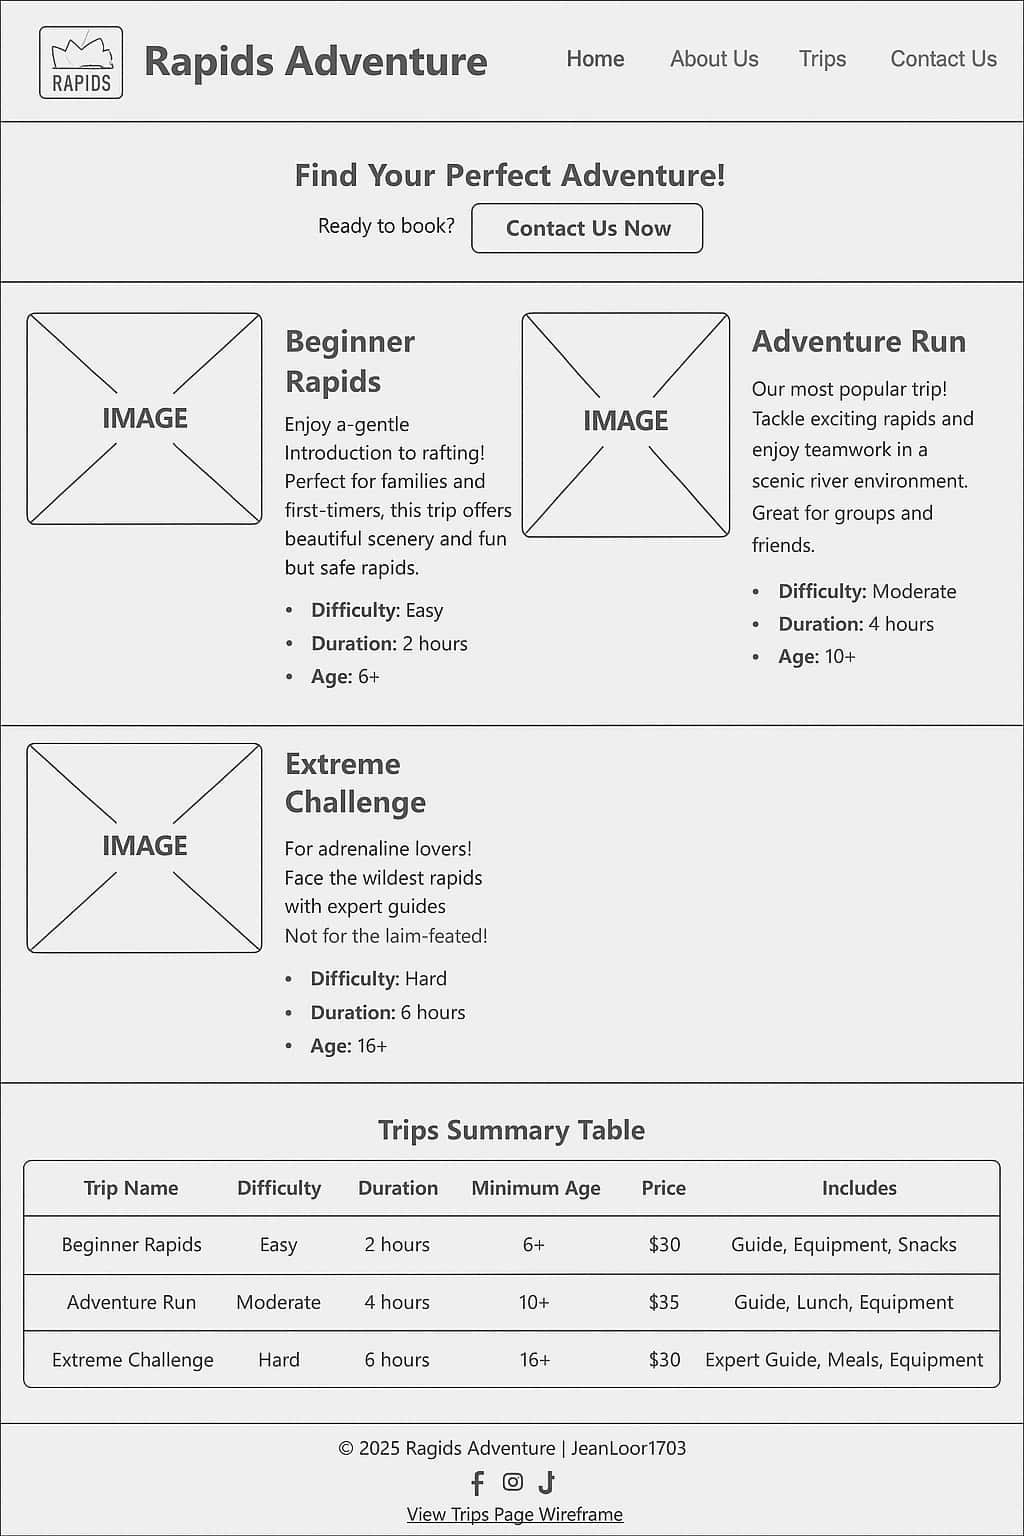 RAPIDS
Rapids Adventure
Home About Us Trips Contact Us
Find Your Perfect Adventure!
Ready to book? Contact Us Now
IMAGE
Beginner
Rapids
Enjoy a-gentle
Introduction to rafting!
Perfect for families and
first-timers, this trip offers
beautiful scenery and fun
but safe rapids.
• Difficulty: Easy
• Duration: 2 hours
• Age: 6+
IMAGE
Adventure Run
Our most popular trip!
Tackle exciting rapids and
enjoy teamwork in a
scenic river environment.
Great for groups and
friends.
• Difficulty: Moderate
• Duration: 4 hours
• Age: 10+
IMAGE
Extreme
Challenge
For adrenaline lovers!
Face the wildest rapids
with expert guides
Not for the laim-feated!
• Difficulty: Hard
• Duration: 6 hours
• Age: 16+
Trips Summary Table
Trip Name Difficulty Duration Minimum Age Price Includes
Beginner Rapids Easy 2 hours 6+ $30 Guide, Equipment, Snacks
Adventure Run Moderate 4 hours 10+ $35 Guide, Lunch, Equipment
Extreme Challenge Hard 6 hours 16+ $30 Expert Guide, Meals, Equipment
© 2025 Ragids Adventure | JeanLoor1703
View Trips Page Wireframe